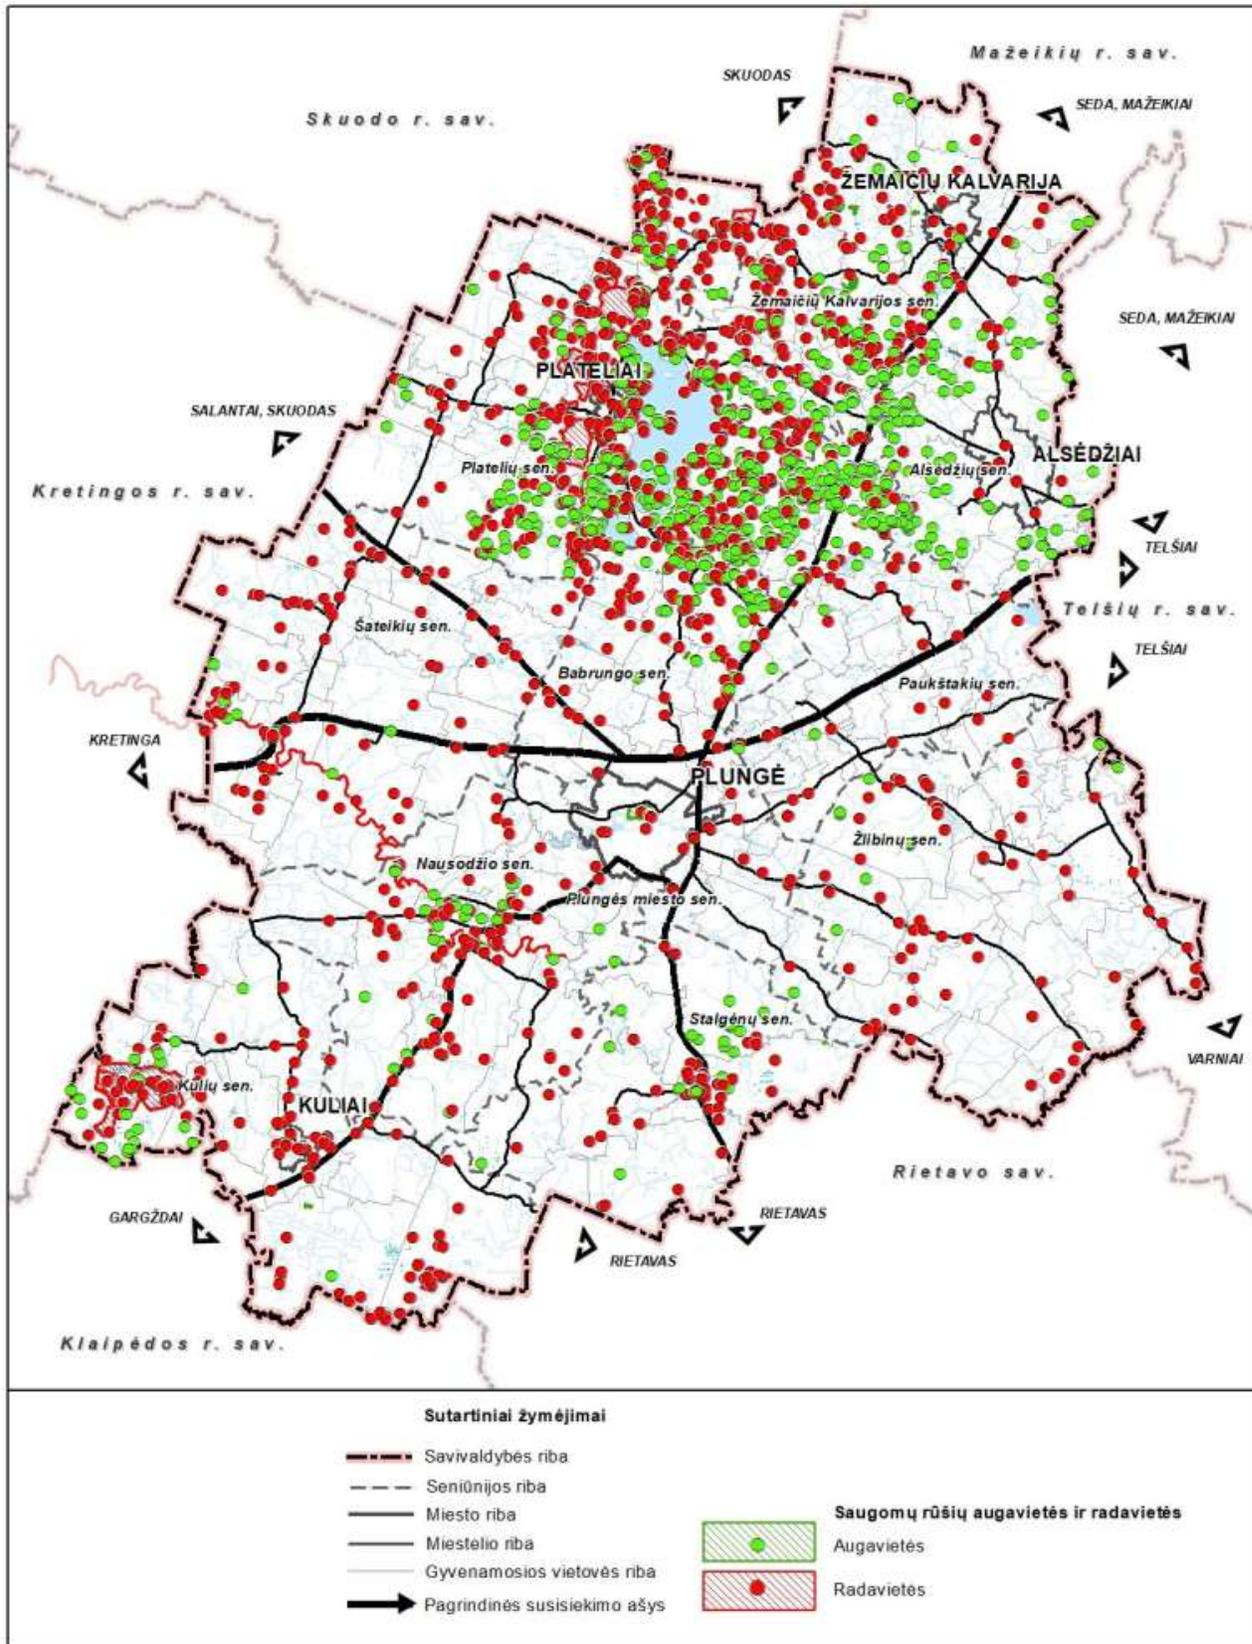 Mažeikių r. sav.
SKUODAS
SEDA, MAŽEIKIAI
Skuodo r. sav.
ŽEMAIČIŲ KALVARIJA
Žemaičių Kalvarijos sen.
SEDA, MAŽEIKIAI
PLATELIAI
SALANTAI, SKUODAS
ALSĖDŽIAI
Platelių sen.
Alsėdžių sen.
Kretingos r. sav.
TELŠIAI
Telšių r. sav.
Šateikių sen.
TELŠIAI
Babrungo sen.
Paukštakių sen.
KRETINGA
PLUNGĖ
Žlibinų sen.
Nausodžio sen.
Plungės miesto sen.
Stalgėnų sen.
VARNIAI
Kulių sen.
KULIAI
Rietavo sav.
GARGŽDAI
RIETAVAS
RIETAVAS
Klaipėdos r. sav.
Sutartiniai žymėjimai
Savivaldybės riba
Seniūnijos riba
Miesto riba
Miestelio riba
Gyvenamosios vietovės riba
Pagrindinės susisiekimo ašys
Saugomų rūšių augavietės ir radavietės
Augavietės
Radavietės